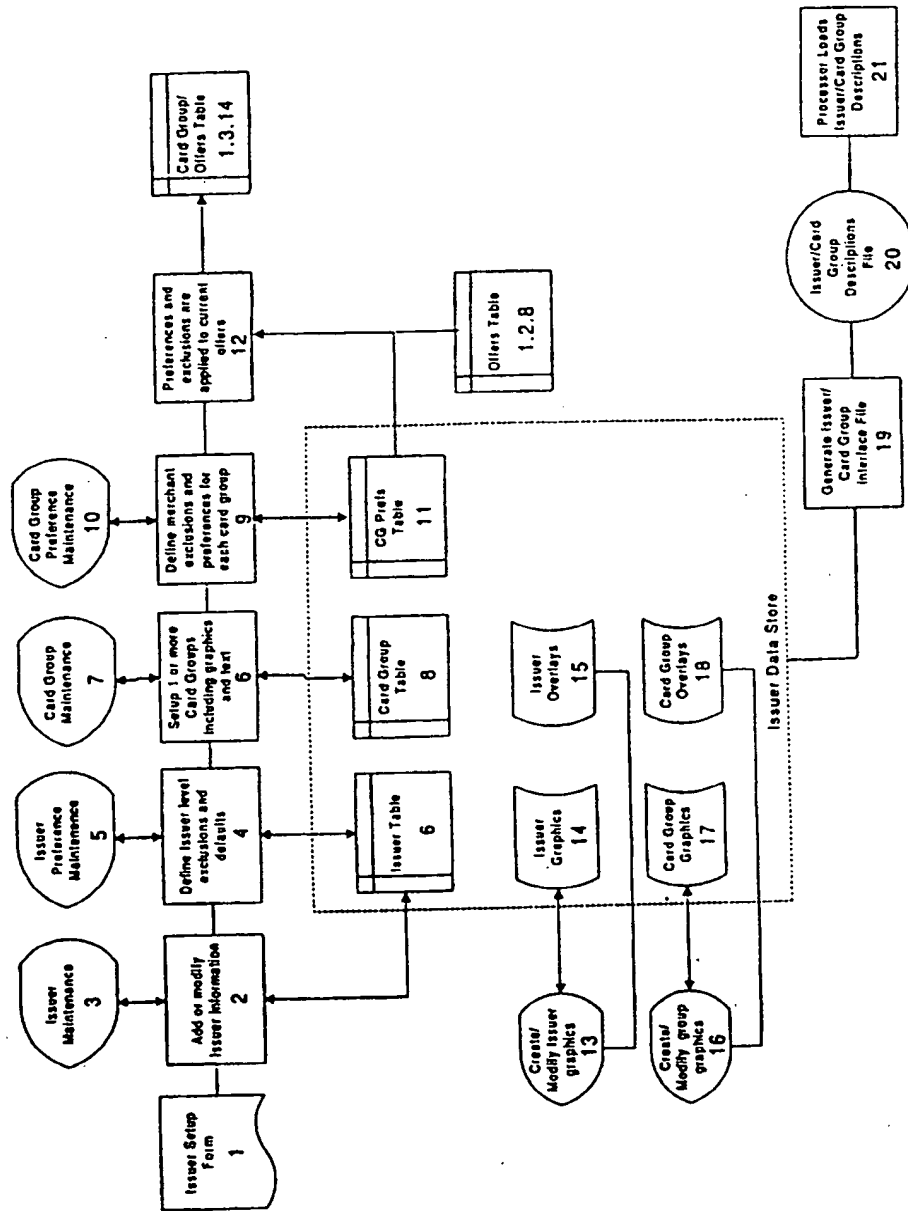 Issuer Maintenance
3
Issuer
Preference
Maintenance
5
Card Group
Maintenance
7
Card Group
Preference
Maintenance
10
Issuer Setup
Form
1
Add or modify
Issuer Information
2
Define Issuer level
exclusions and
defaults
4
Setup 1 or more
Card Groups
including graphics
and text
6
Define merchant
exclusions and
preferences for
each card group
9
Preferences and
exclusions are
applied to current
offers
12
Card Group/
Offers Table
1.3.14
Issuer Table
6
Card Group
Table
8
CG Prefs
Table
11
Offers Table
1.2.8
Create/
Modify Issuer
graphics
13
Issuer
Graphics
14
Issuer
Overlays
15
Create/
Modify group
graphics
16
Card Group
Graphics
17
Card Group
Overlays
18
Issuer Data Store
Generate Issuer/
Card Group
Interface File
19
Issuer/Card
Group
Descriptions
File
20
Processor Loads
Issuer/Card Group
Descriptions
21